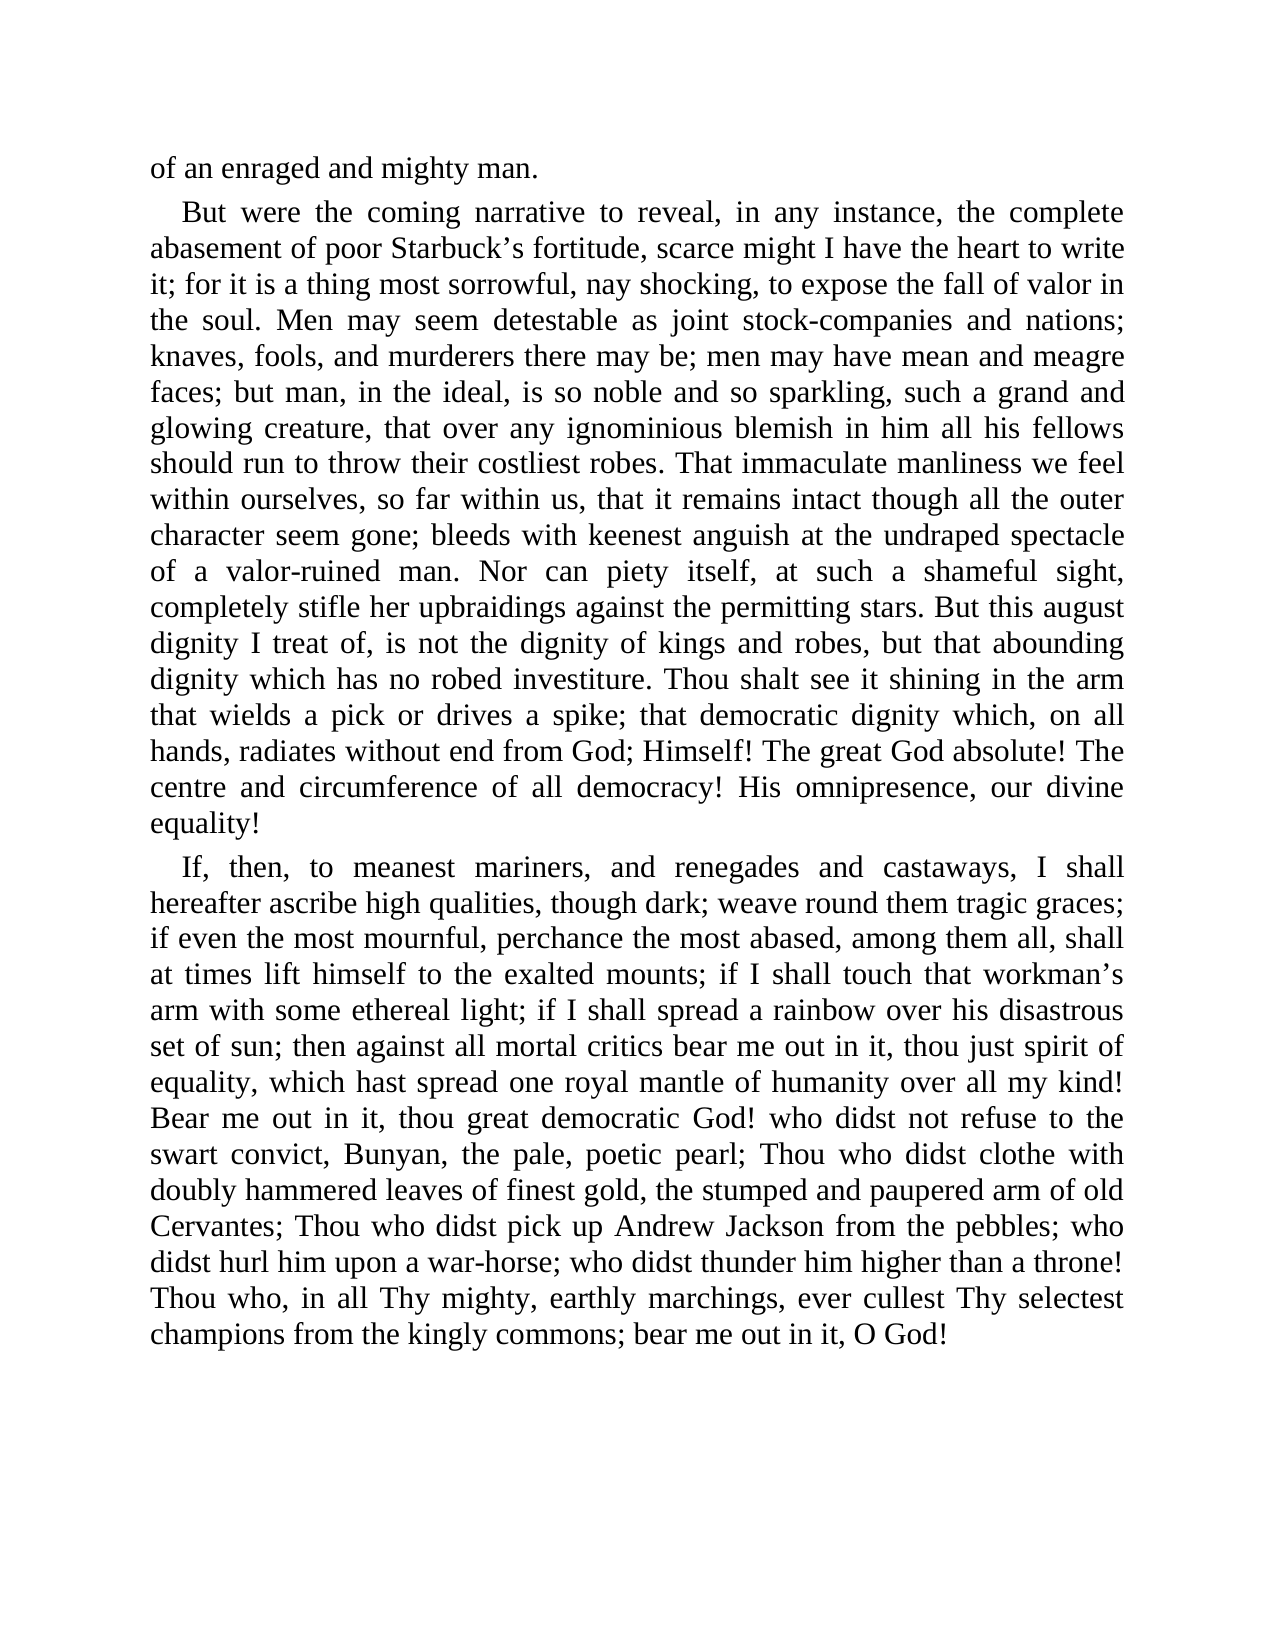 of an enraged and mighty man.
But were the coming narrative to reveal, in any instance, the complete
abasement of poor Starbuck’s fortitude, scarce might I have the heart to write
it; for it is a thing most sorrowful, nay shocking, to expose the fall of valor in
the soul. Men may seem detestable as joint stock-companies and nations;
knaves, fools, and murderers there may be; men may have mean and meagre
faces; but man, in the ideal, is so noble and so sparkling, such a grand and
glowing creature, that over any ignominious blemish in him all his fellows
should run to throw their costliest robes. That immaculate manliness we feel
within ourselves, so far within us, that it remains intact though all the outer
character seem gone; bleeds with keenest anguish at the undraped spectacle
of a valor-ruined man. Nor can piety itself, at such a shameful sight,
completely stifle her upbraidings against the permitting stars. But this august
dignity I treat of, is not the dignity of kings and robes, but that abounding
dignity which has no robed investiture. Thou shalt see it shining in the arm
that wields a pick or drives a spike; that democratic dignity which, on all
hands, radiates without end from God; Himself! The great God absolute! The
centre and circumference of all democracy! His omnipresence, our divine
equality!
If, then, to meanest mariners, and renegades and castaways, I shall
hereafter ascribe high qualities, though dark; weave round them tragic graces;
if even the most mournful, perchance the most abased, among them all, shall
at times lift himself to the exalted mounts; if I shall touch that workman’s
arm with some ethereal light; if I shall spread a rainbow over his disastrous
set of sun; then against all mortal critics bear me out in it, thou just spirit of
equality, which hast spread one royal mantle of humanity over all my kind!
Bear me out in it, thou great democratic God! who didst not refuse to the
swart convict, Bunyan, the pale, poetic pearl; Thou who didst clothe with
doubly hammered leaves of finest gold, the stumped and paupered arm of old
Cervantes; Thou who didst pick up Andrew Jackson from the pebbles; who
didst hurl him upon a war-horse; who didst thunder him higher than a throne!
Thou who, in all Thy mighty, earthly marchings, ever cullest Thy selectest
champions from the kingly commons; bear me out in it, O God!